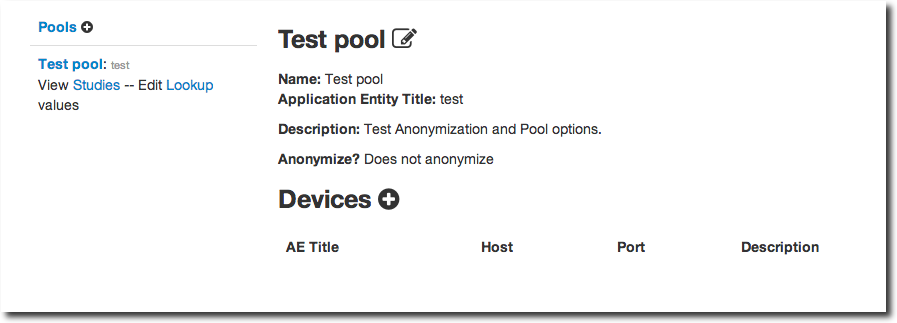 Pools
Test pool: test
View Studies -- Edit Lookup
values
Test pool
Name: Test pool
Application Entity Title: test
Description: Test Anonymization and Pool options.
Anonymize? Does not anonymize
Devices
AE Title Host Port Description